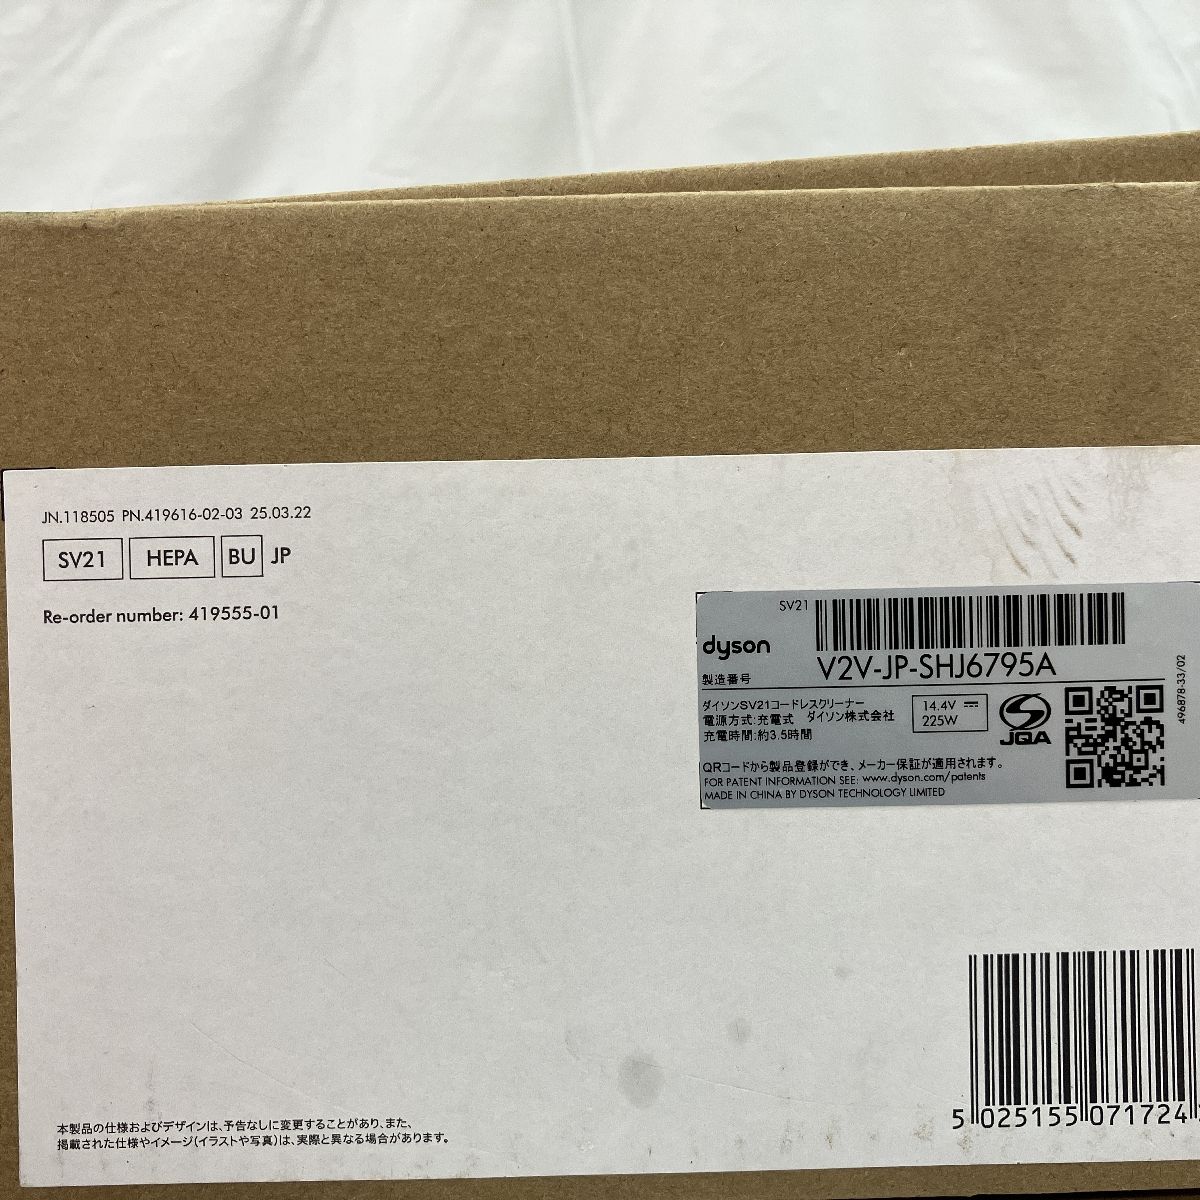 JN.118505 PN.419616-02-03 25.03.22
SV21 HEPA BU JP
Re-order number: 419555-01
SV21
dyson
製造番号 V2V-JP-SHJ6795A
ダイソンSV21コードレスクリーナー
電源方式:充電式 ダイソン株式会社
充電時間:約3.5時間
14.4V
225W
JQA
QRコードから製品登録ができ、メーカー保証が適用されます。
FOR PATENT INFORMATION SEE: www.dyson.com/patents
MADE IN CHINA BY DYSON TECHNOLOGY LIMITED
496878-33/02
5 025155 071724
本製品の仕様およびデザインは、予告なしに変更することがあり、また、
掲載された仕様やイメージ(イラストや写真)は、実際と異なる場合があります。